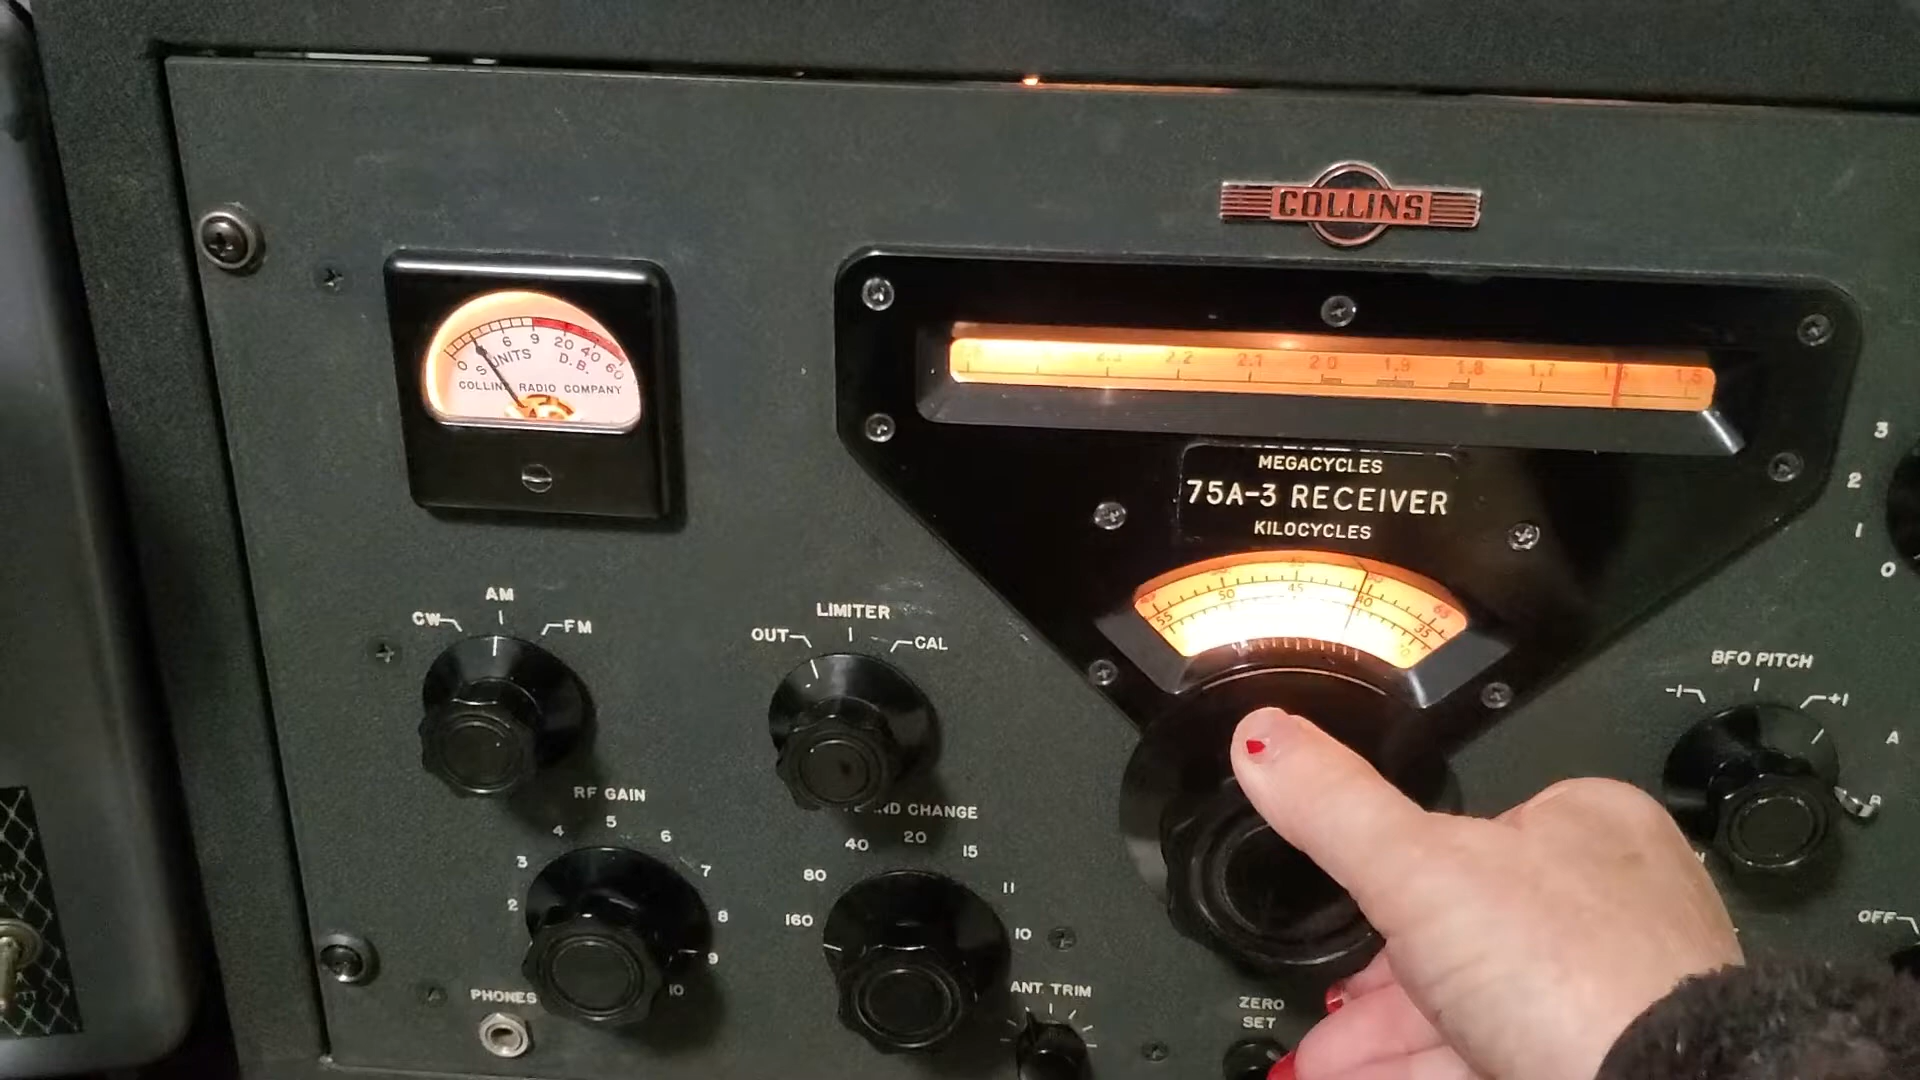 COLLINS
0 6 9 20 40 60
S UNITS D.B.
COLLINS RADIO COMPANY
2.2 2.1 2.0 1.9 1.8 1.7 1.5
MEGACYCLES
75A-3 RECEIVER
KILOCYCLES
55 50 45 40 35
3
2
1
0
CW AM FM
LIMITER
OUT CAL
BFO PITCH
-1 +1
A
RF GAIN
2 3 4 5 6 7 8 9 10
CHANGE
160 80 40 20 15 11 10
PHONES
ANT. TRIM
ZERO
SET
OFF